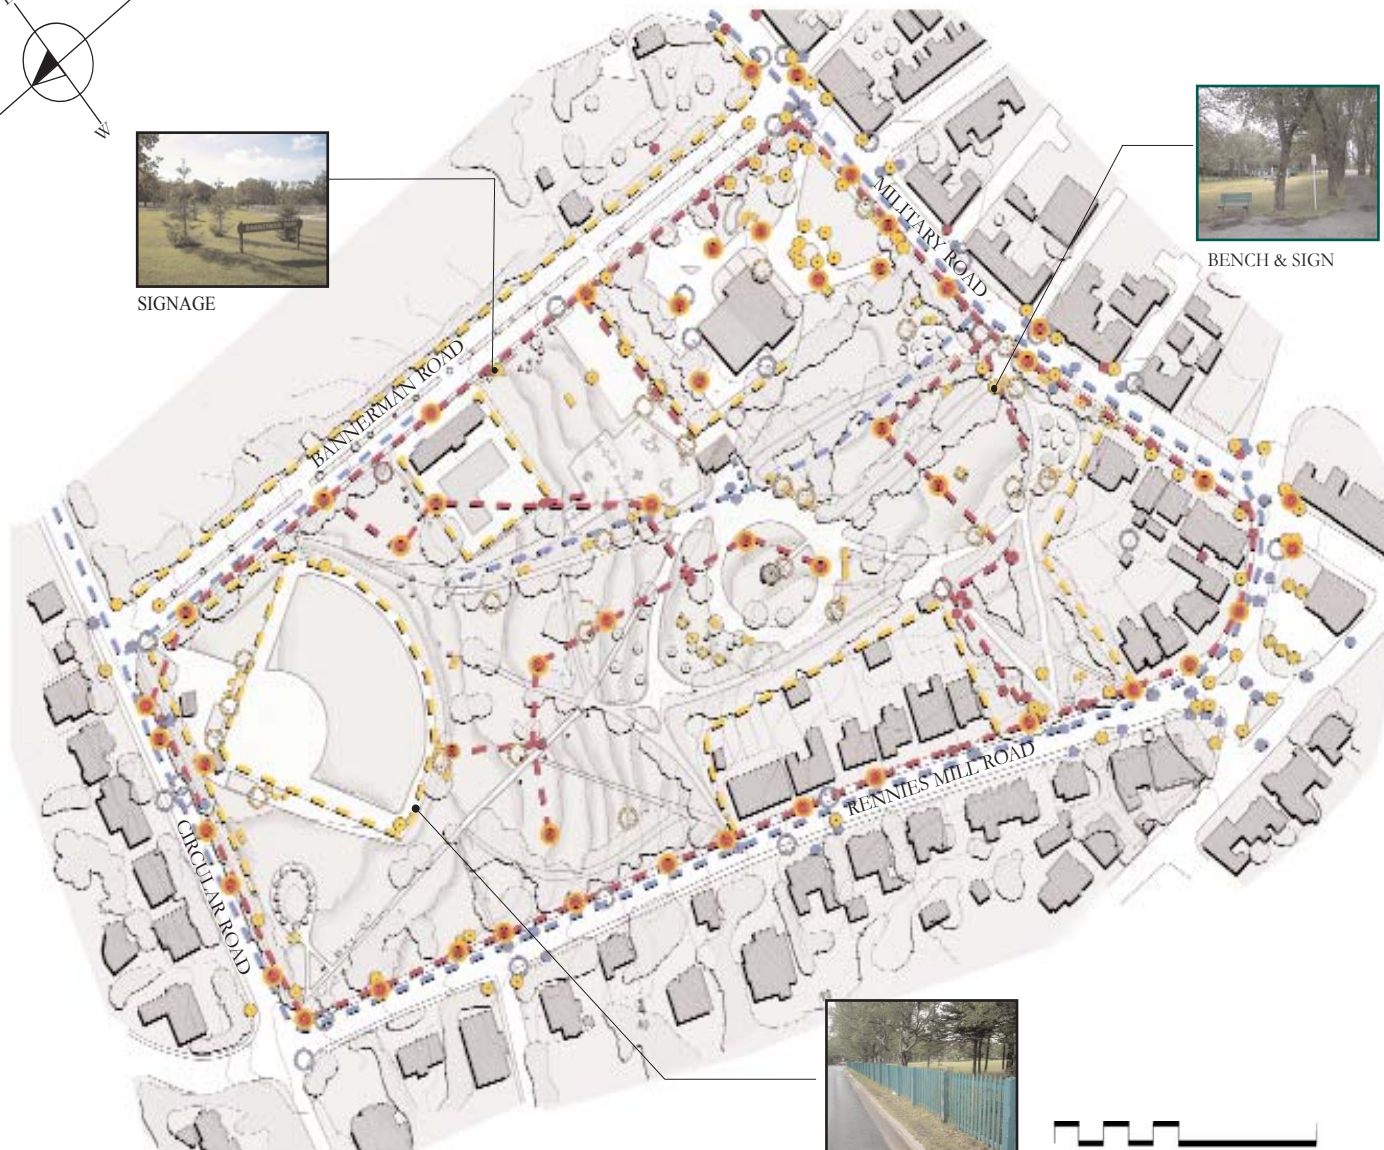 W
SIGNAGE
BENCH & SIGN
MILITARY ROAD
BANNERMAN ROAD
RENNIES MILL ROAD
CIRCULAR ROAD